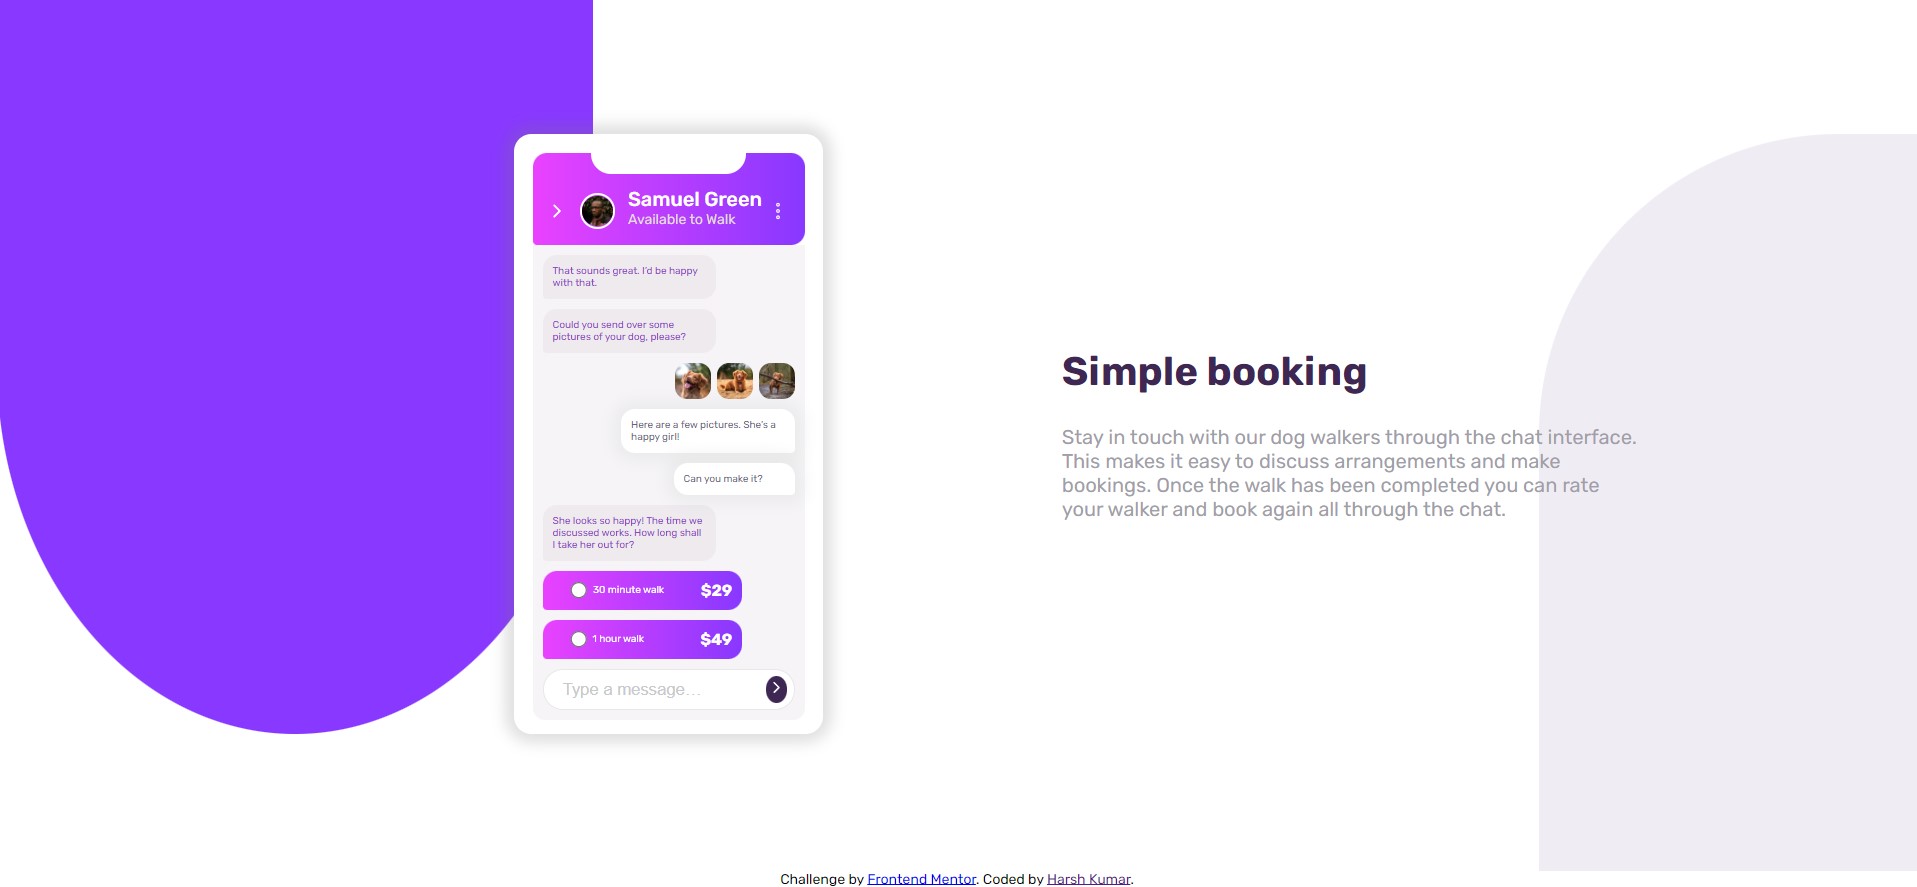 Samuel Green
Available to Walk
That sounds great. I'd be happy
with that.
Could you send over some
pictures of your dog, please?
Here are a few pictures. She's a
happy girl!
Can you make it?
She looks so happy! The time we
discussed works. How long shall
I take her out for?
30 minute walk $29
1 hour walk $49
Type a message…
Simple booking
Stay in touch with our dog walkers through the chat interface.
This makes it easy to discuss arrangements and make
bookings. Once the walk has been completed you can rate
your walker and book again all through the chat.
Challenge by Frontend Mentor. Coded by Harsh Kumar.